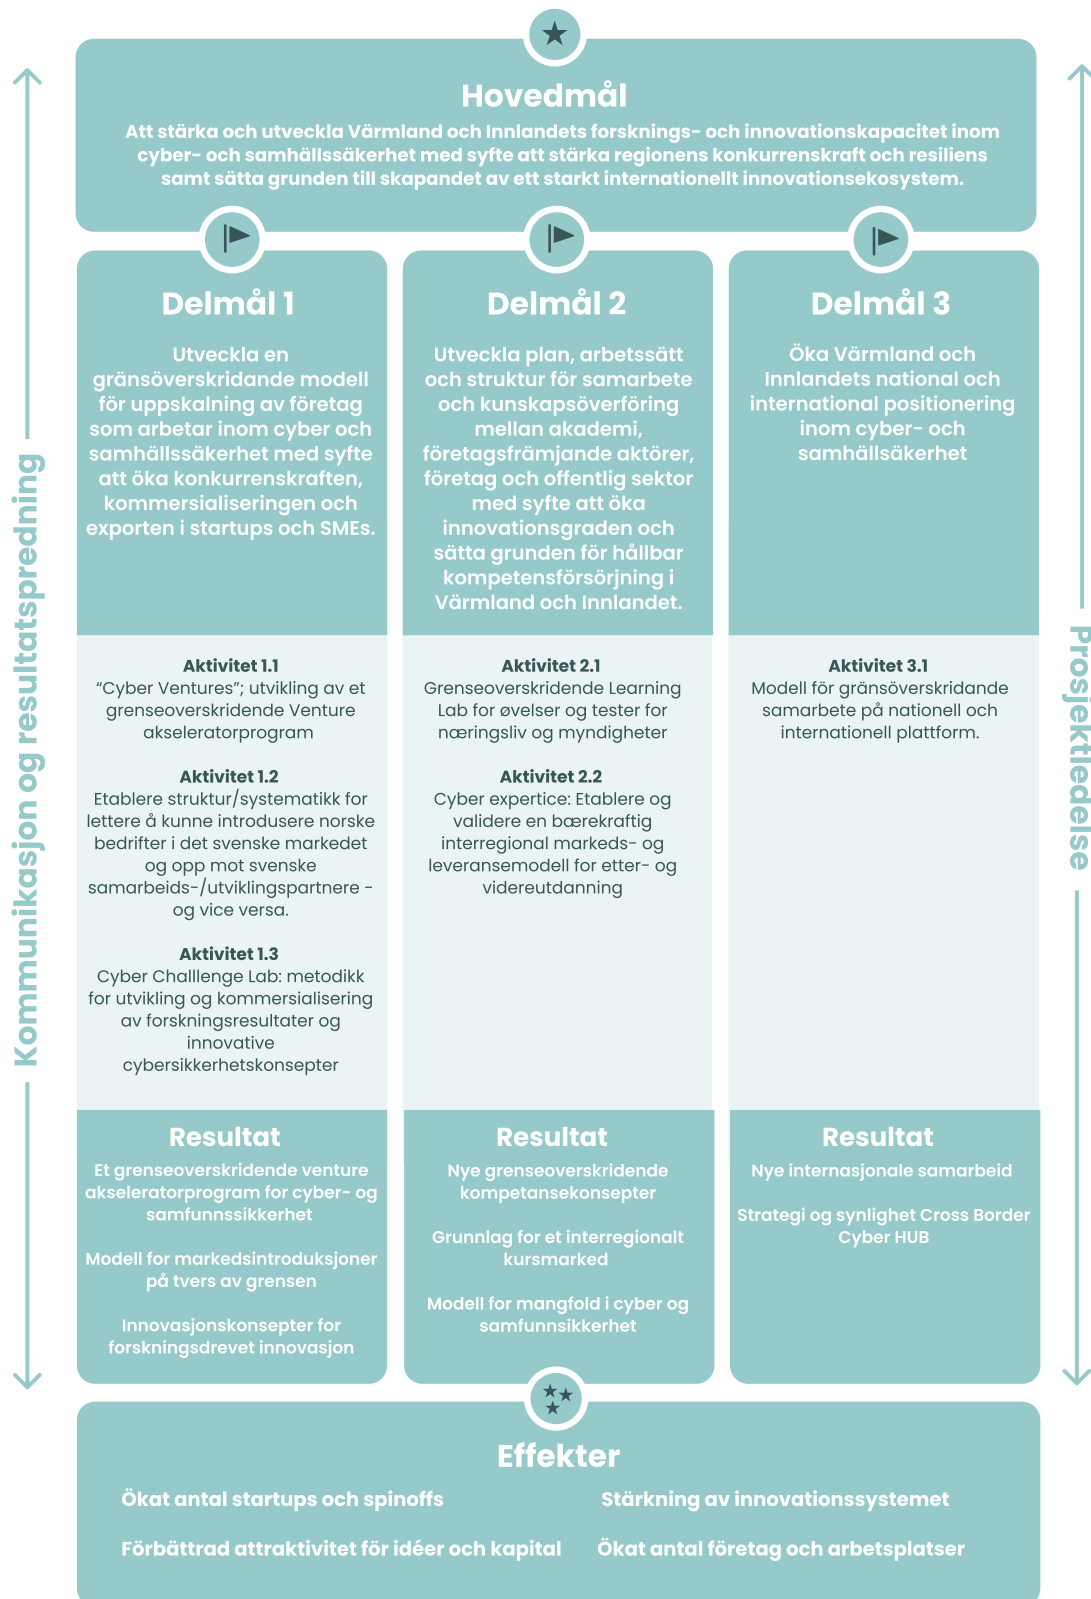 Hovedmål
Att stärka och utveckla Värmland och Innlandets forsknings- och innovationskapacitet inom
cyber- och samhällssäkerhet med syfte att stärka regionens konkurrenskraft och resiliens
samt sätta grunden till skapandet av ett starkt internationellt innovationsekosystem.
Kommunikasjon og resultatspredning
Delmål 1
Utveckla en
gränsöverskridande modell
för uppskalning av företag
som arbetar inom cyber och
samhällssäkerhet med syfte
att öka konkurrenskraften,
kommersialiseringen och
exporten i startups och SMEs.
Aktivitet 1.1
“Cyber Ventures”; utvikling av et
grenseoverskridende Venture
akseleratorprogram
Aktivitet 1.2
Etablere struktur/systematikk for
lettere å kunne introdusere norske
bedrifter i det svenske markedet
og opp mot svenske
samarbeids-/utviklingspartnere -
og vice versa.
Aktivitet 1.3
Cyber Challlenge Lab: metodikk
for utvikling og kommersialisering
av forskningsresultater og
innovative
cybersikkerhetskonsepter
Resultat
Et grenseoverskridende venture
akseleratorprogram for cyber- og
samfunnssikkerhet
Modell for markedsintroduksjoner
på tvers av grensen
Innovasjonskonsepter for
forskningsdrevet innovasjon
Delmål 2
Utveckla plan, arbetssätt
och struktur för samarbete
och kunskapsöverföring
mellan akademi,
företagsfrämjande aktörer,
företag och offentlig sektor
med syfte att öka
innovationsgraden och
sätta grunden för hållbar
kompetensförsörjning i
Värmland och Innlandet.
Aktivitet 2.1
Grenseoverskridende Learning
Lab for øvelser og tester for
næringsliv og myndigheter
Aktivitet 2.2
Cyber expertice: Etablere og
validere en bærekraftig
interregional markeds- og
leveransemodell for etter- og
videreutdanning
Resultat
Nye grenseoverskridende
kompetansekonsepter
Grunnlag for et interregionalt
kursmarked
Modell for mangfold i cyber og
samfunnsikkerhet
Delmål 3
Öka Värmland och
Innlandets national och
international positionering
inom cyber- och
samhällsäkerhet
Aktivitet 3.1
Modell för gränsöverskridande
samarbete på nationell och
internationell plattform.
Resultat
Nye internasjonale samarbeid
Strategi og synlighet Cross Border
Cyber HUB
Prosjektledelse
Effekter
Ökat antal startups och spinoffs
Stärkning av innovationssystemet
Förbättrad attraktivitet för idéer och kapital
Ökat antal företag och arbetsplatser